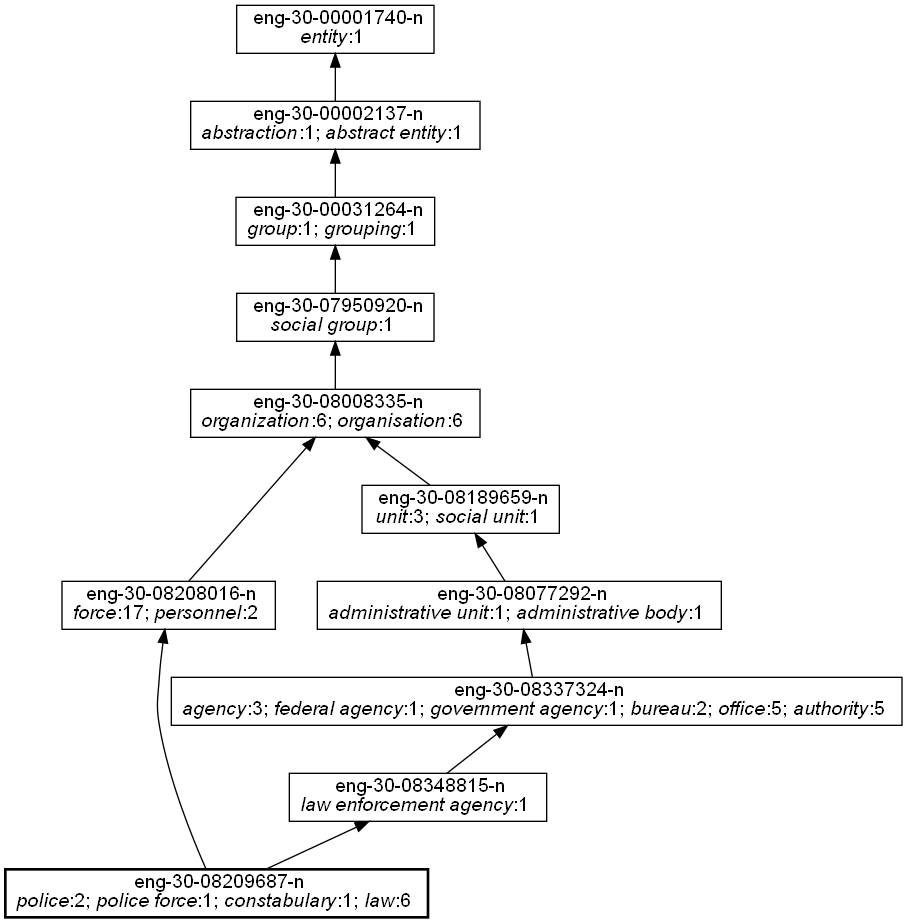 eng-30-00001740-n
entity:1
eng-30-00002137-n
abstraction:1; abstract entity:1
eng-30-00031264-n
group:1; grouping:1
eng-30-07950920-n
social group:1
eng-30-08008335-n
organization:6; organisation:6
eng-30-08189659-n
unit:3; social unit:1
eng-30-08208016-n
force:17; personnel:2
eng-30-08077292-n
administrative unit:1; administrative body:1
eng-30-08337324-n
agency:3; federal agency:1; government agency:1; bureau:2; office:5; authority:5
eng-30-08348815-n
law enforcement agency:1
eng-30-08209687-n
police:2; police force:1; constabulary:1; law:6